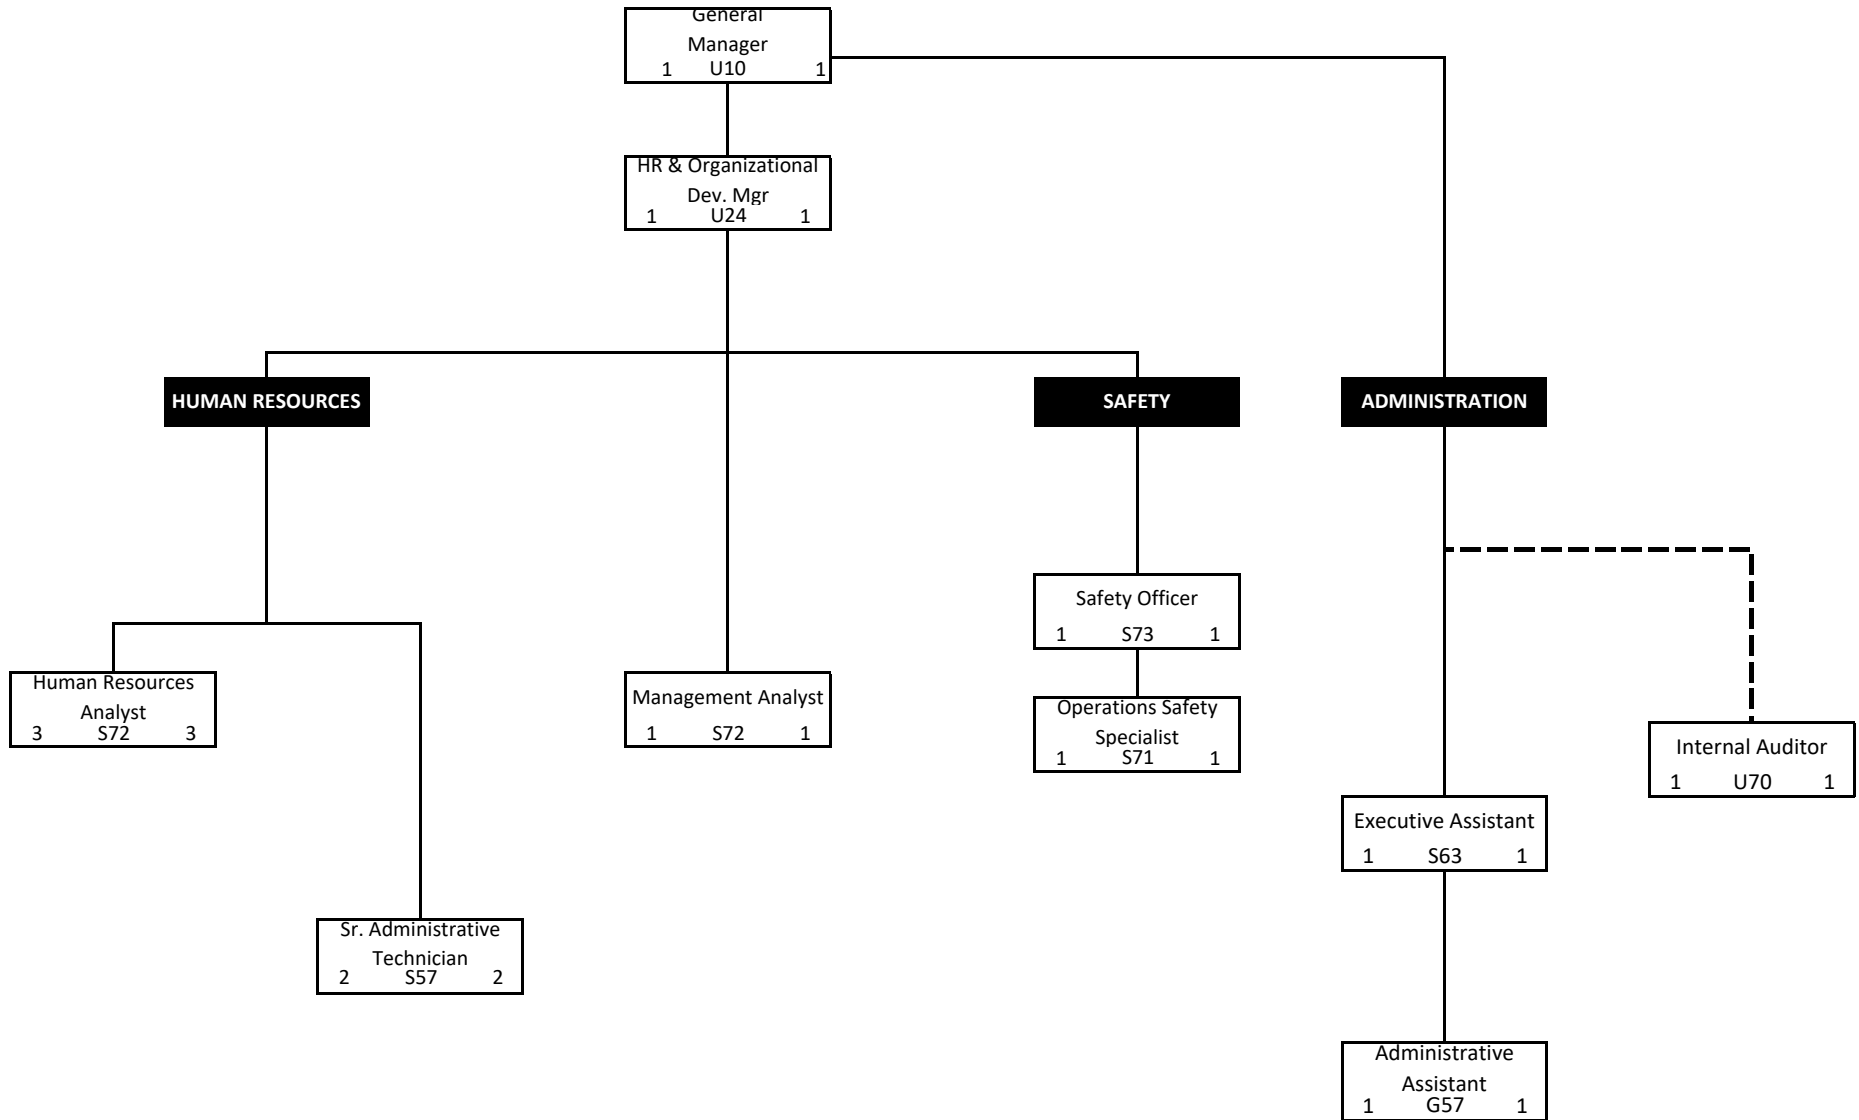 General
Manager
1 U10 1
HR & Organizational
Dev. Mgr
1 U24 1
HUMAN RESOURCES
SAFETY
ADMINISTRATION
Safety Officer
1 S73 1
Human Resources
Analyst
3 S72 3
Management Analyst
1 S72 1
Operations Safety
Specialist
1 S71 1
Internal Auditor
1 U70 1
Executive Assistant
1 S63 1
Sr. Administrative
Technician
2 S57 2
Administrative
Assistant
1 G57 1